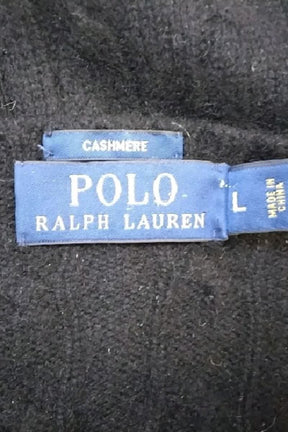 CASHMERE
POLO
RALPH LAUREN
L
MADE IN
CHINA